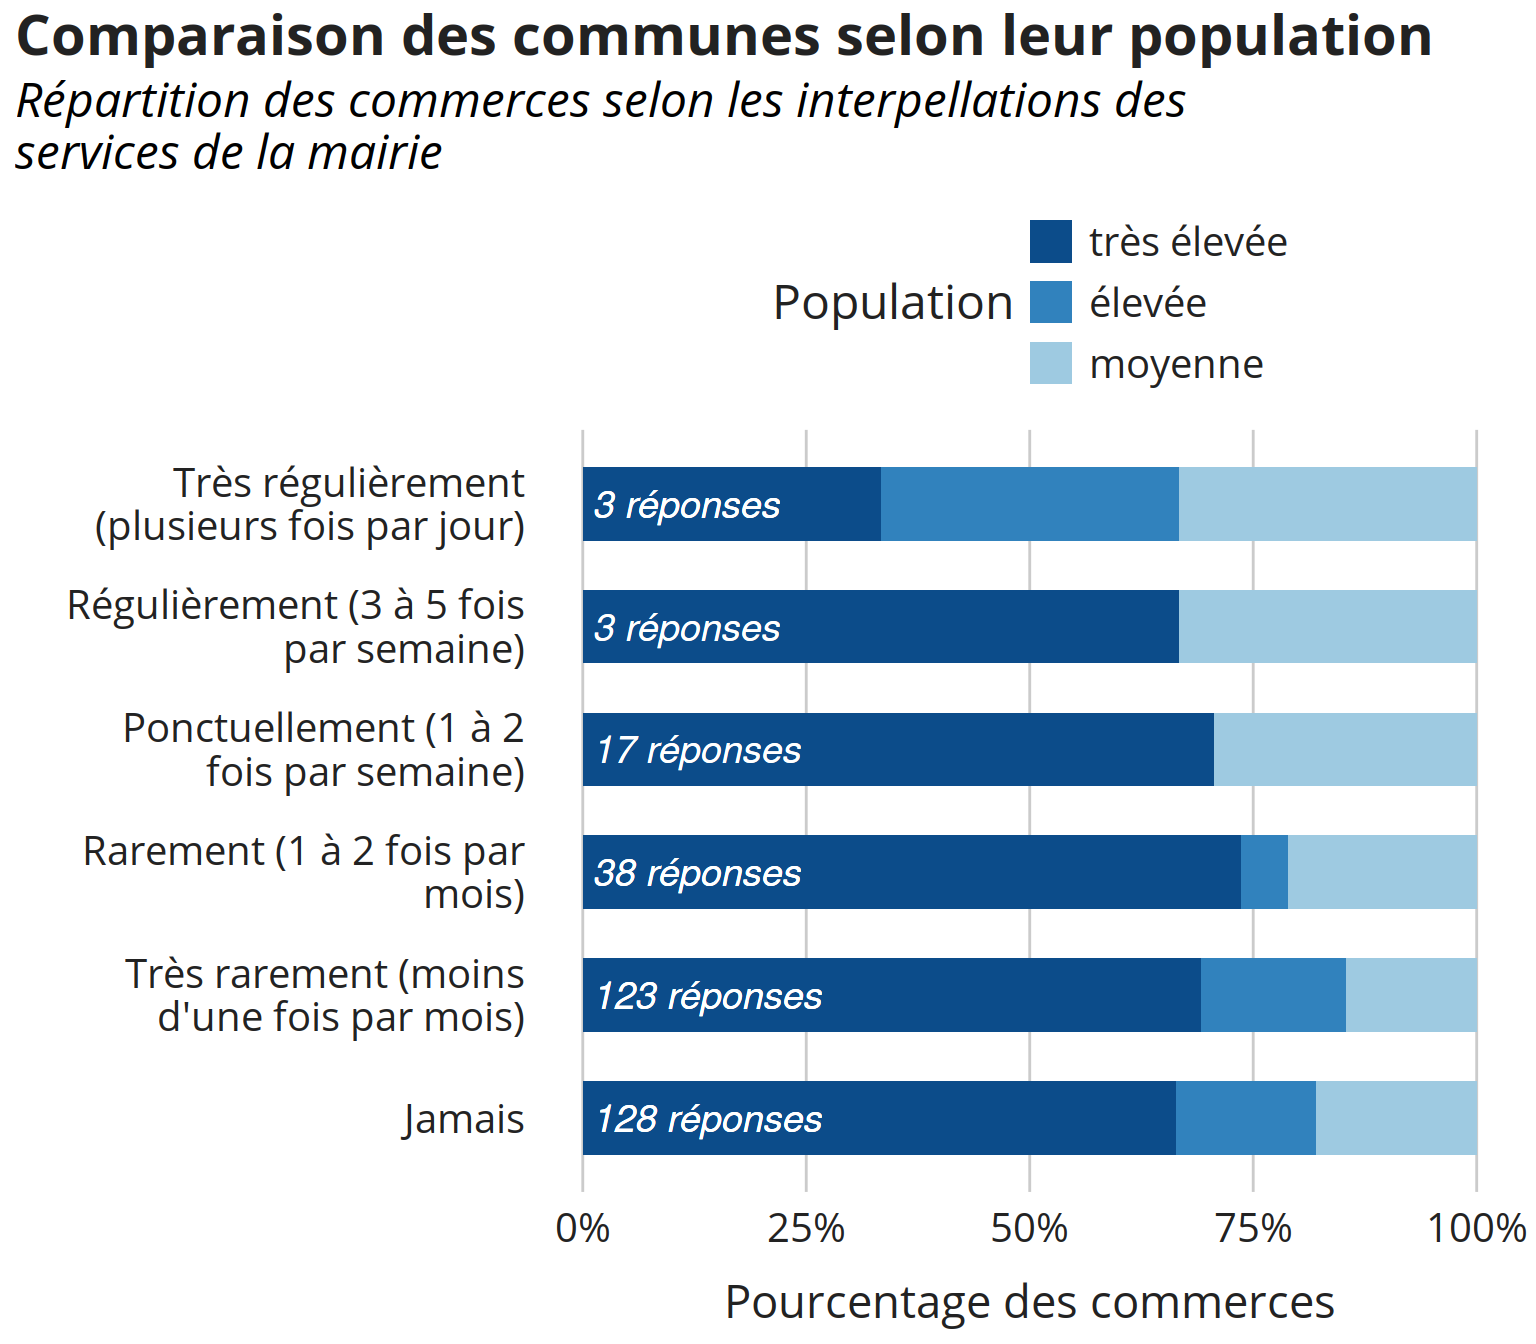 Comparaison des communes selon leur population
Répartition des commerces selon les interpellations des
services de la mairie
Population
très élevée
élevée
moyenne
Très régulièrement
(plusieurs fois par jour)
3 réponses
Régulièrement (3 à 5 fois
par semaine)
3 réponses
Ponctuellement (1 à 2
fois par semaine)
17 réponses
Rarement (1 à 2 fois par
mois)
38 réponses
Très rarement (moins
d'une fois par mois)
123 réponses
Jamais
128 réponses
0%
25%
50%
75%
100%
Pourcentage des commerces